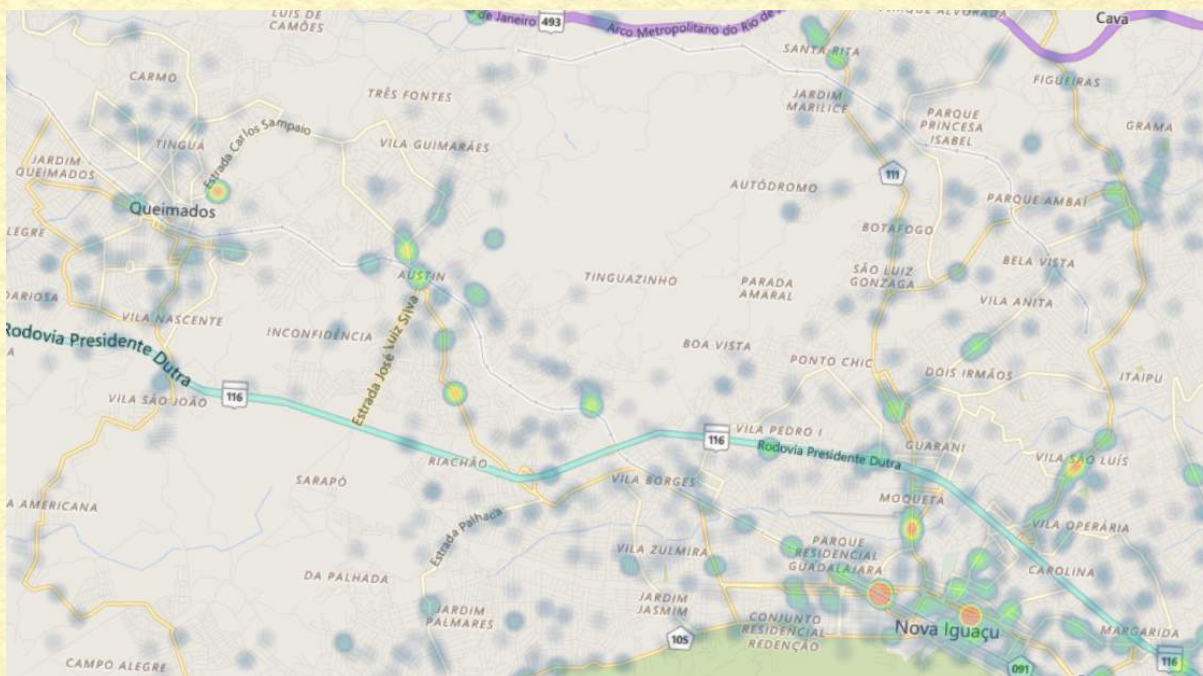 LUIS DE
CAMÕES
de Janeiro
493
Arco Metropolitano do Rio de
PARQUE ALVORADA
Cava
SANTA RITA
CARMO
FIGUEIRAS
TRÊS FONTES
JARDIM
MARILICE
PARQUE
PRINCESA
ISABEL
GRAMA
Estrada Carlos Sampaio
TINGUÁ
VILA GUIMARÃES
JARDIM
QUEIMADOS
111
AUTÓDROMO
PARQUE AMBAÍ
Queimados
ALEGRE
BOTAFOGO
BELA VISTA
AUSTIN
TINGUAZINHO
PARADA
AMARAL
SÃO LUIZ
GONZAGA
DARIOSA
VILA ANITA
VILA NASCENTE
INCONFIDÊNCIA
Estrada José Luiz Silva
Rodovia Presidente Dutra
BOA VISTA
PONTO CHIC
DOIS IRMÃOS
ITAIPU
A
116
VILA SÃO JOÃO
VILA PEDRO I
116
Rodovia Presidente Dutra
GUARANI
RIACHÃO
VILA SÃO LUÍS
SARAPÓ
VILA BORGES
MOQUETÁ
A AMERICANA
Estrada Palhada
VILA OPERÁRIA
PARQUE
RESIDENCIAL
GUADALAJARA
VILA ZULMIRA
CAROLINA
DA PALHADA
JARDIM
JASMIM
JARDIM
PALMARES
CONJUNTO
RESIDENCIAL
REDENÇÃO
Nova Iguaçu
MARGARIDA
105
CAMPO ALEGRE
091
116